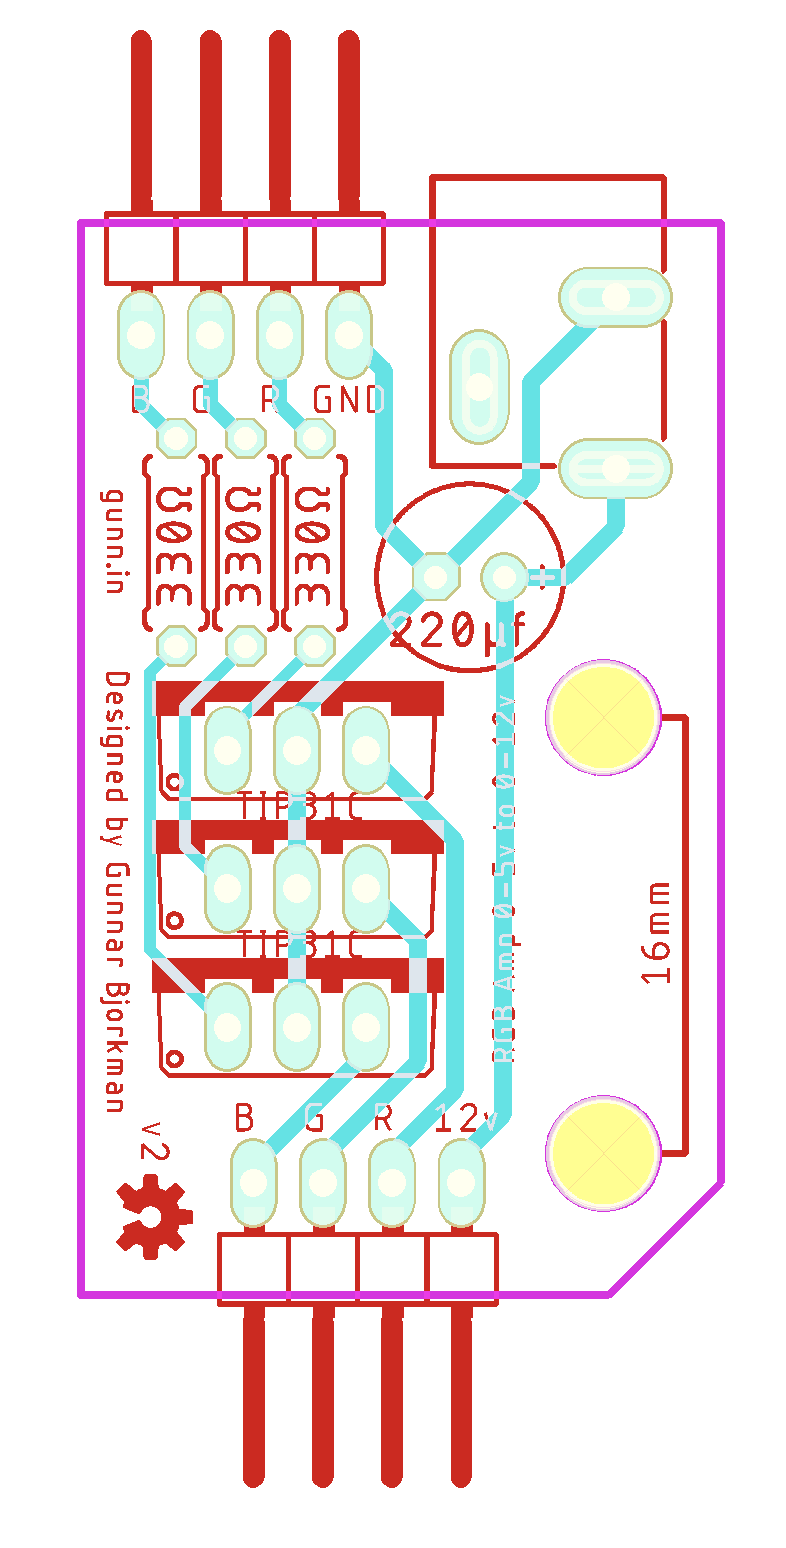 B G R GND
330Ω 330Ω 330Ω
gunn.in
+
220µf
TIP31C
TIP31C
Designed by Gunnar Bjorkman
RGB Amp 0-5v to 0-12v
16mm
B G R 12v
v2